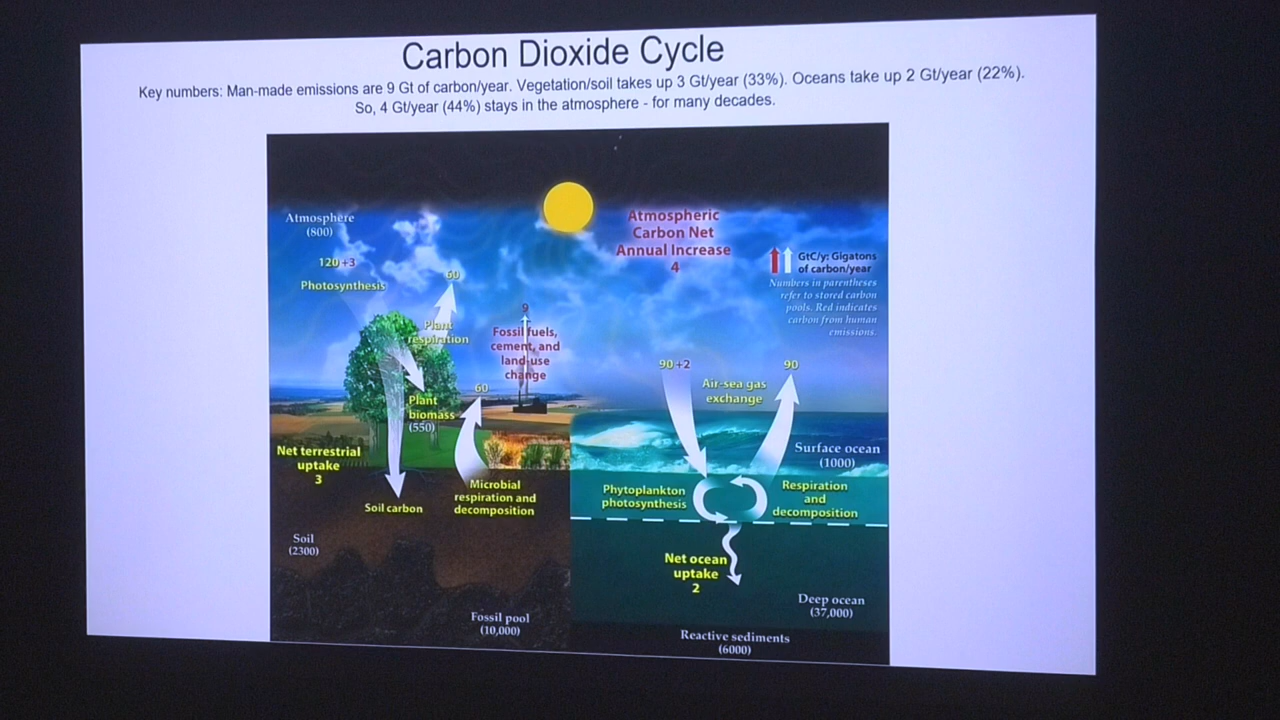 Carbon Dioxide Cycle
Key numbers: Man-made emissions are 9 Gt of carbon/year. Vegetation/soil takes up 3 Gt/year (33%). Oceans take up 2 Gt/year (22%).
So, 4 Gt/year (44%) stays in the atmosphere - for many decades.
Atmosphere
(800)
120+3
Photosynthesis
60
Plant
respiration
Plant
biomass
(550)
9
Fossil fuels,
cement, and
land-use
change
60
Net terrestrial
uptake
3
Soil carbon
Microbial
respiration and
decomposition
Soil
(2300)
Fossil pool
(10,000)
Atmospheric
Carbon Net
Annual Increase
4
GtC/y: Gigatons
of carbon/year
Numbers in parentheses
refer to stored carbon
pools. Red indicates
carbon from human
emissions.
90+2
Air-sea gas
exchange
90
Surface ocean
(1000)
Phytoplankton
photosynthesis
Respiration
and
decomposition
Net ocean
uptake
2
Deep ocean
(37,000)
Reactive sediments
(6000)